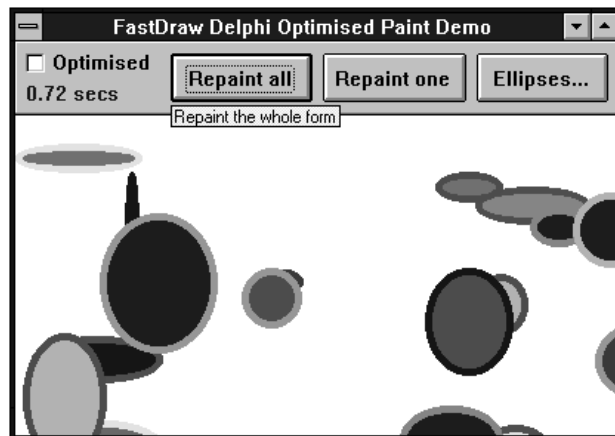 FastDraw Delphi Optimised Paint Demo
Optimised
Repaint all
Repaint one
Ellipses...
0.72 secs
Repaint the whole form